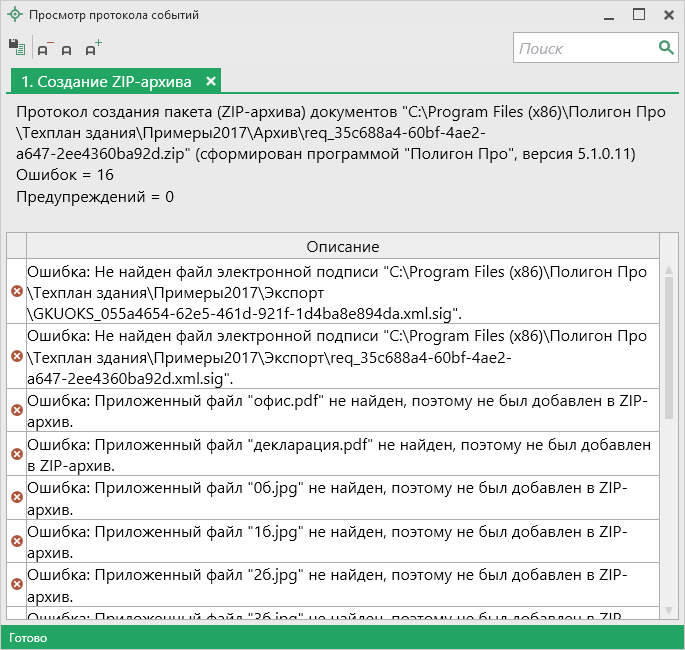 Просмотр протокола событий
Поиск
1. Создание ZIP-архива
Протокол создания пакета (ZIP-архива) документов "C:\Program Files (x86)\Полигон Про
\Техплан здания\Примеры2017\Архив\req_35c688a4-60bf-4ae2-
a647-2ee4360ba92d.zip" (сформирован программой "Полигон Про", версия 5.1.0.11)
Ошибок = 16
Предупреждений = 0
Описание
Ошибка: Не найден файл электронной подписи "C:\Program Files (x86)\Полигон Про
\Техплан здания\Примеры2017\Экспорт
\GKUOKS_055a4654-62e5-461d-921f-1d4ba8e894da.xml.sig".
Ошибка: Не найден файл электронной подписи "C:\Program Files (x86)\Полигон Про
\Техплан здания\Примеры2017\Экспорт\req_35c688a4-60bf-4ae2-
a647-2ee4360ba92d.xml.sig".
Ошибка: Приложенный файл "офис.pdf" не найден, поэтому не был добавлен в ZIP-
архив.
Ошибка: Приложенный файл "декларация.pdf" не найден, поэтому не был добавлен
в ZIP-архив.
Ошибка: Приложенный файл "0б.jpg" не найден, поэтому не был добавлен в ZIP-
архив.
Ошибка: Приложенный файл "1б.jpg" не найден, поэтому не был добавлен в ZIP-
архив.
Ошибка: Приложенный файл "2б.jpg" не найден, поэтому не был добавлен в ZIP-
архив.
Ошибка: Приложенный файл "3б.jpg" не найден, поэтому не был добавлен в ZIP-
Готово